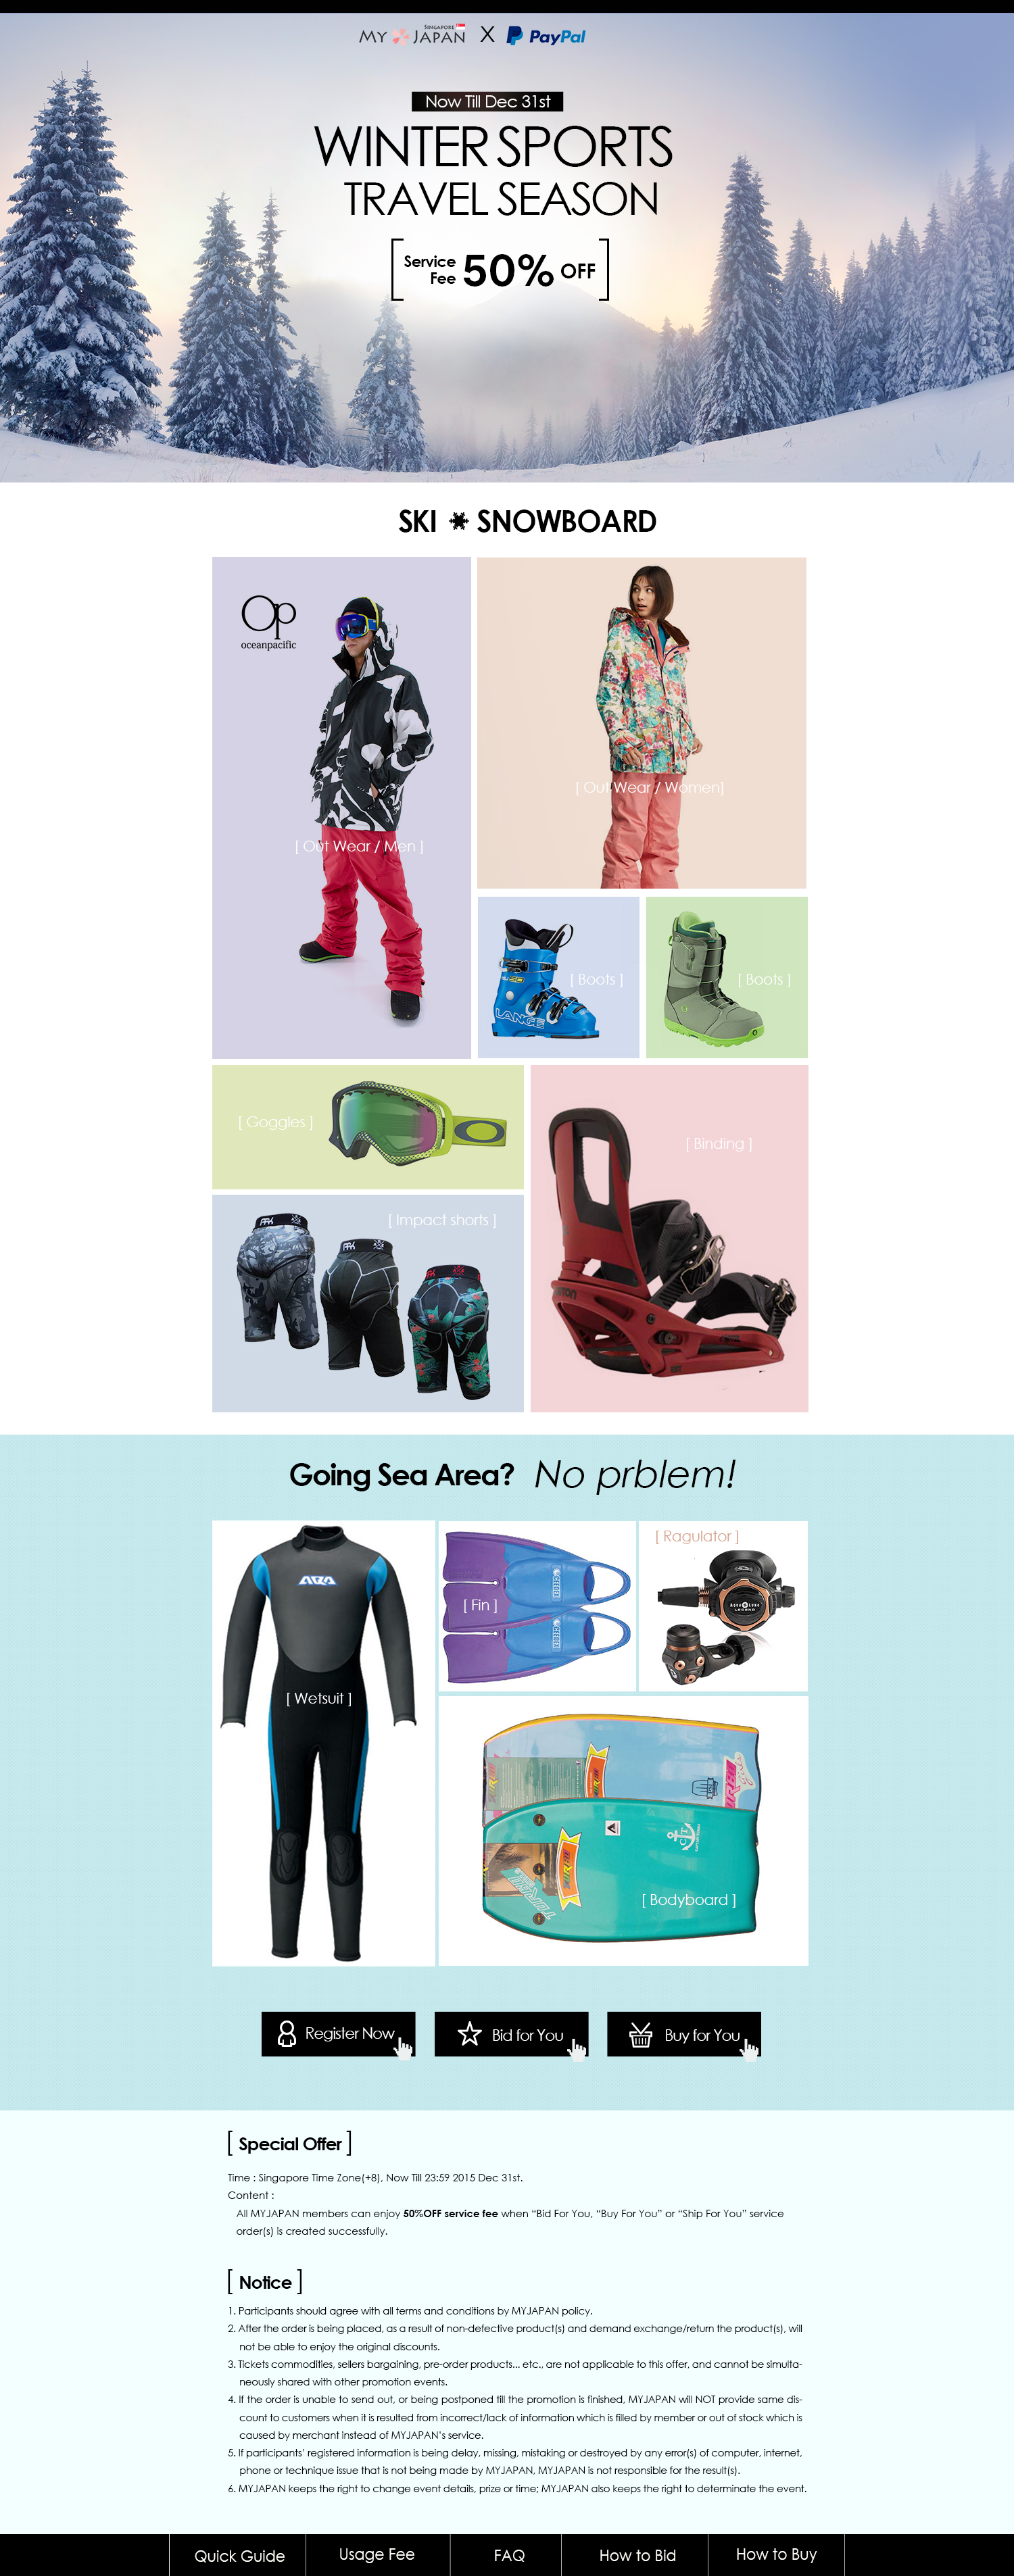 SINGAPORE
MY JAPAN X PayPal
Now Till Dec 31st
WINTER SPORTS
TRAVEL SEASON
Service Fee 50% OFF
SKI SNOWBOARD
Op
oceanpacific
[ Out Wear / Women]
[ Out Wear / Men ]
[ Boots ]
LANGE
[ Boots ]
[ Goggles ]
[ Binding ]
[ Impact shorts ]
Going Sea Area? No prblem!
[ Wetsuit ]
[ Fin ]
[ Ragulator ]
[ Bodyboard ]
Register Now
Bid for You
Buy for You
[ Special Offer ]
Time : Singapore Time Zone(+8), Now Till 23:59 2015 Dec 31st.
Content :
All MYJAPAN members can enjoy 50%OFF service fee when “Bid For You, “Buy For You” or “Ship For You” service
order(s) is created successfully.
[ Notice ]
1. Participants should agree with all terms and conditions by MYJAPAN policy.
2. After the order is being placed, as a result of non-defective product(s) and demand exchange/return the product(s), will
not be able to enjoy the original discounts.
3. Tickets commodities, sellers bargaining, pre-order products... etc., are not applicable to this offer, and cannot be simulta-
neously shared with other promotion events.
4. If the order is unable to send out, or being postponed till the promotion is finished, MYJAPAN will NOT provide same dis-
count to customers when it is resulted from incorrect/lack of information which is filled by member or out of stock which is
caused by merchant instead of MYJAPAN’s service.
5. If participants’ registered information is being delay, missing, mistaking or destroyed by any error(s) of computer, internet,
phone or technique issue that is not being made by MYJAPAN, MYJAPAN is not responsible for the result(s).
6. MYJAPAN keeps the right to change event details, prize or time; MYJAPAN also keeps the right to determinate the event.
Quick Guide
Usage Fee
FAQ
How to Bid
How to Buy